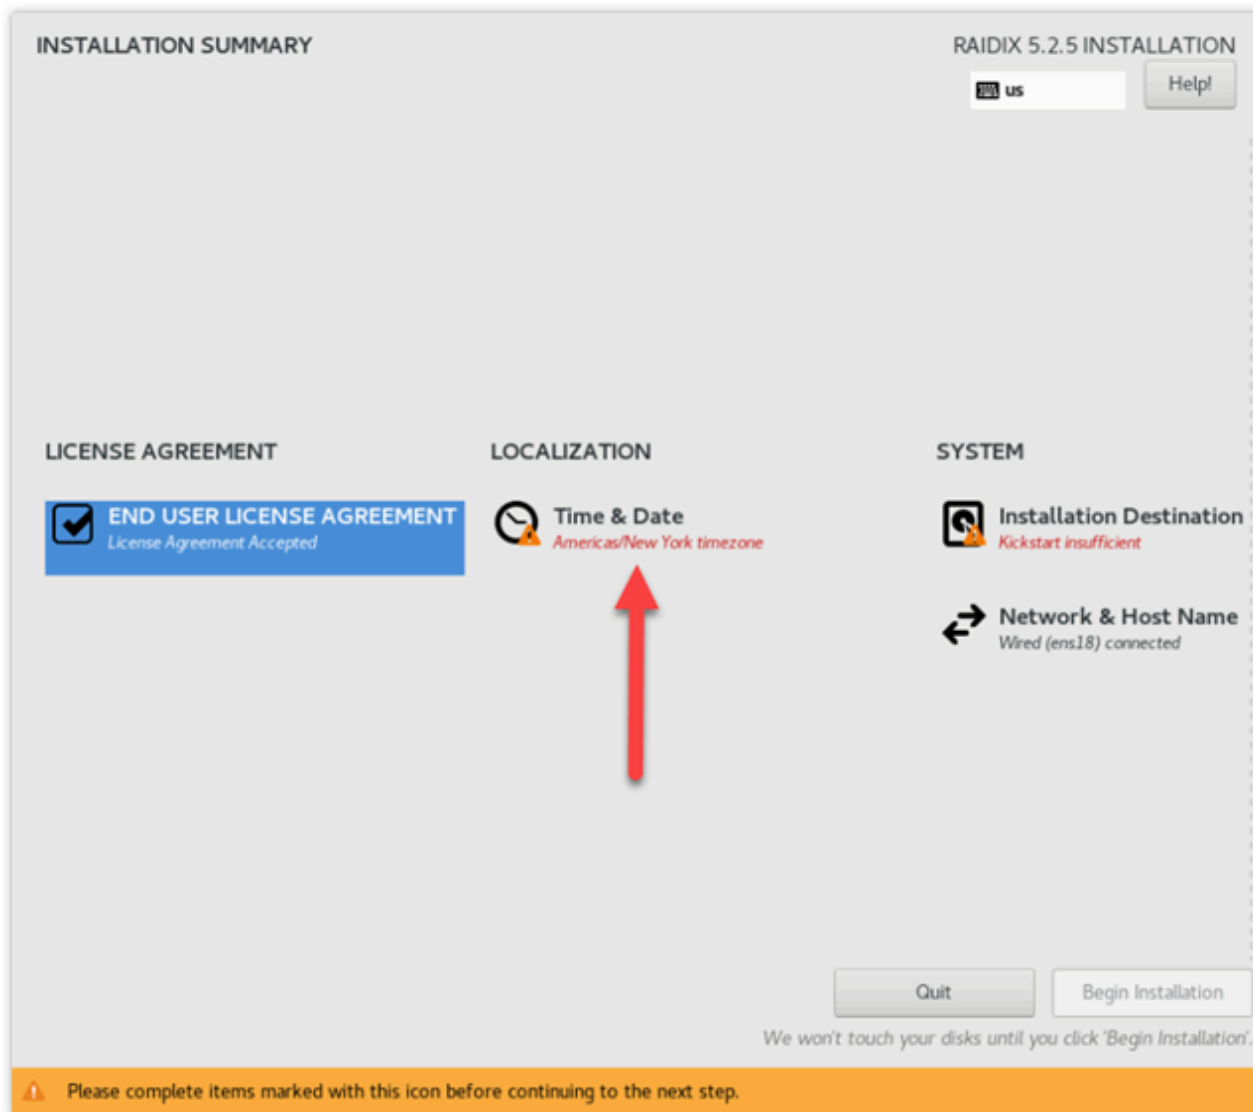 INSTALLATION SUMMARY
RAIDIX 5.2.5 INSTALLATION
us
Help!
LICENSE AGREEMENT
END USER LICENSE AGREEMENT
License Agreement Accepted
LOCALIZATION
Time & Date
Americas/New York timezone
SYSTEM
Installation Destination
Kickstart insufficient
Network & Host Name
Wired (ens18) connected
Quit
Begin Installation
We won't touch your disks until you click 'Begin Installation'.
Please complete items marked with this icon before continuing to the next step.